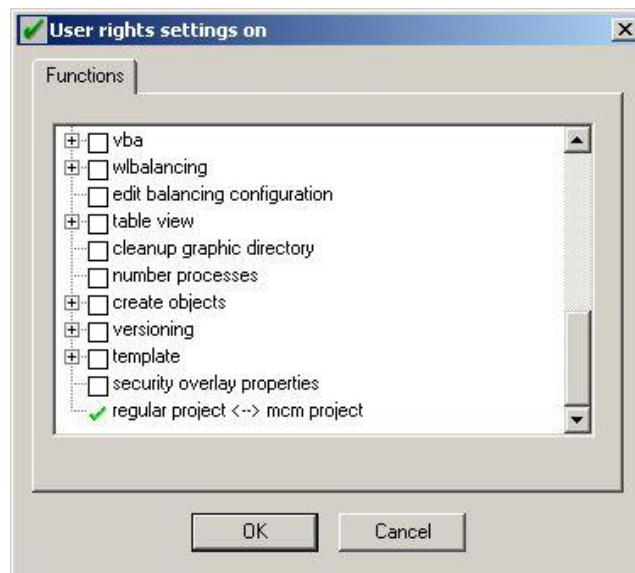 User rights settings on
Functions
vba
wlbalancing
edit balancing configuration
table view
cleanup graphic directory
number processes
create objects
versioning
template
security overlay properties
regular project <--> mcm project
OK
Cancel